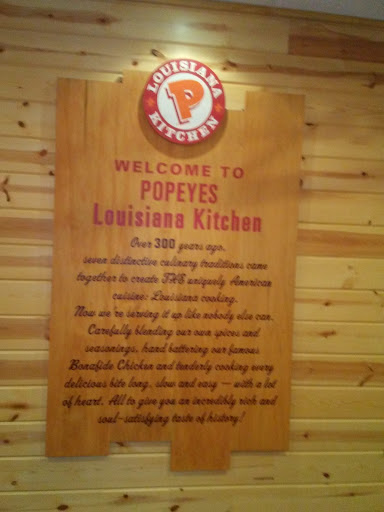 LOUISIANA
P
KITCHEN
WELCOME TO
POPEYES
Louisiana Kitchen
Over 300 years ago,
seven distinctive culinary traditions came
together to create THE uniquely American
cuisine: Louisiana cooking.
Now we're serving it up like nobody else can.
Carefully blending our own spices and
seasonings, hand battering our famous
Bonafide Chicken and tenderly cooking every
delicious bite long, slow and easy — with a lot
of heart. All to give you an incredibly rich and
soul-satisfying taste of history!